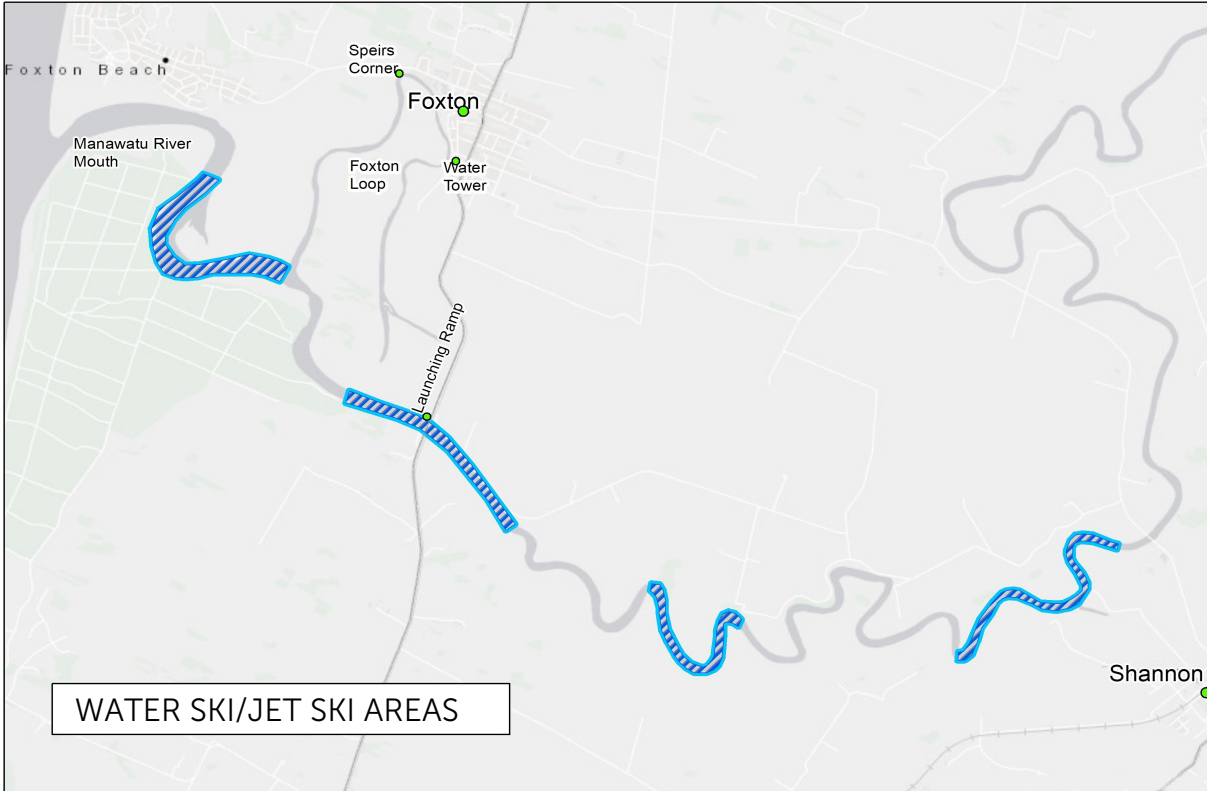 Speirs
Corner
Foxton Beach
Foxton
Manawatu River
Mouth
Foxton
Loop
Water
Tower
Launching Ramp
Shannon
WATER SKI/JET SKI AREAS